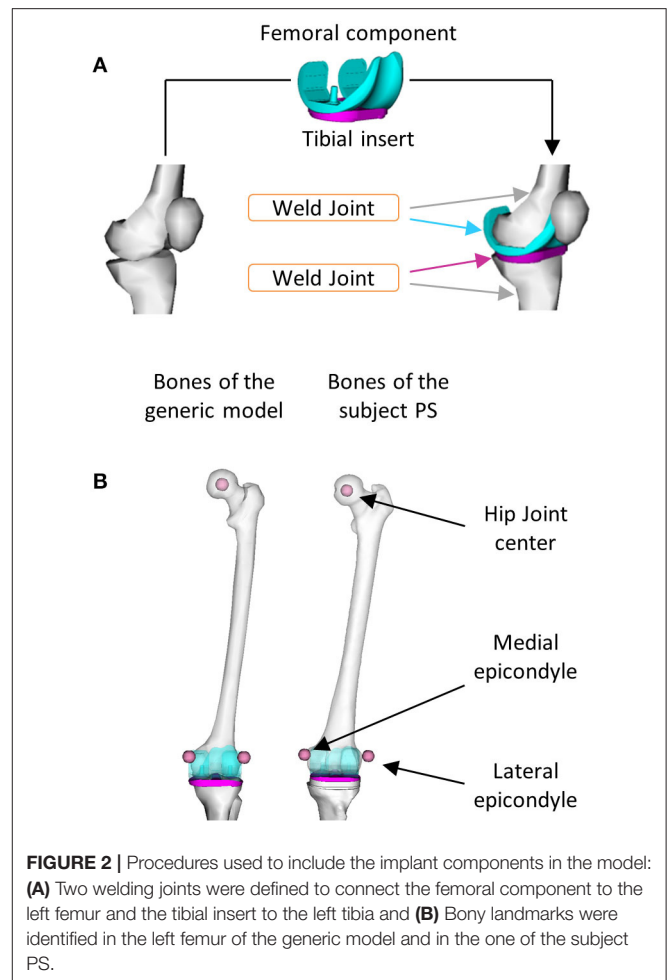 Femoral component
A
Tibial insert
Weld Joint
Weld Joint
Bones of the
generic model
Bones of the
subject PS
B
Hip Joint
center
Medial
epicondyle
Lateral
epicondyle
FIGURE 2 | Procedures used to include the implant components in the model:
(A) Two welding joints were defined to connect the femoral component to the
left femur and the tibial insert to the left tibia and (B) Bony landmarks were
identified in the left femur of the generic model and in the one of the subject
PS.